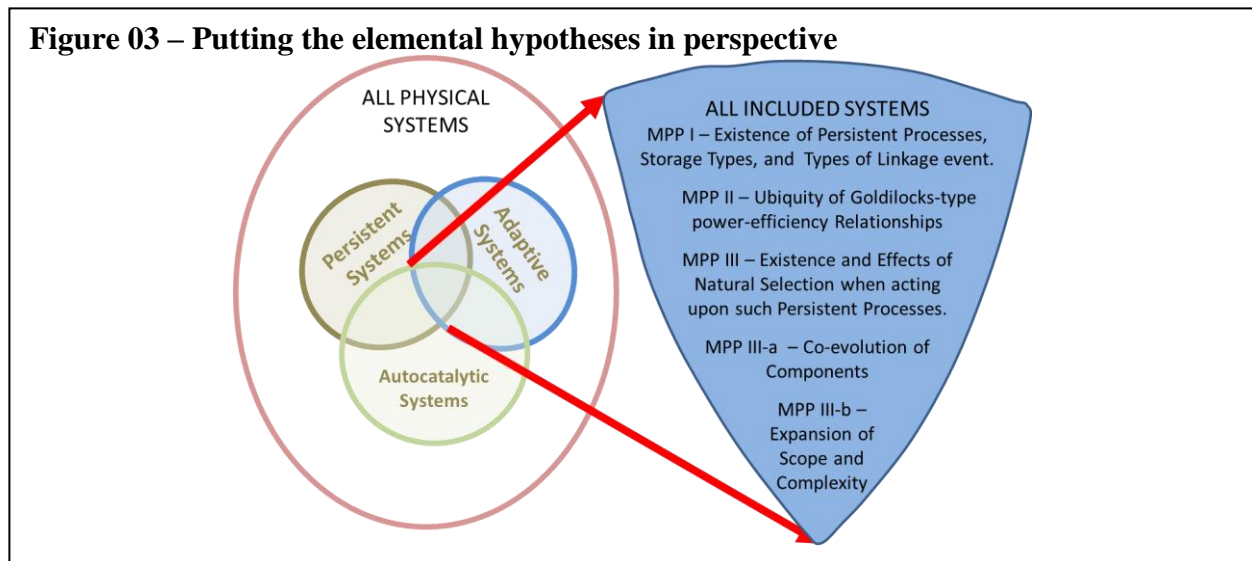 Figure 03 – Putting the elemental hypotheses in perspective
ALL PHYSICAL
SYSTEMS
Persistent
Systems
Adaptive
Systems
Autocatalytic
Systems
ALL INCLUDED SYSTEMS
MPP I – Existence of Persistent Processes,
Storage Types, and Types of Linkage event.
MPP II – Ubiquity of Goldilocks-type
power-efficiency Relationships
MPP III – Existence and Effects of
Natural Selection when acting
upon such Persistent Processes.
MPP III-a – Co-evolution of
Components
MPP III-b –
Expansion of
Scope and
Complexity